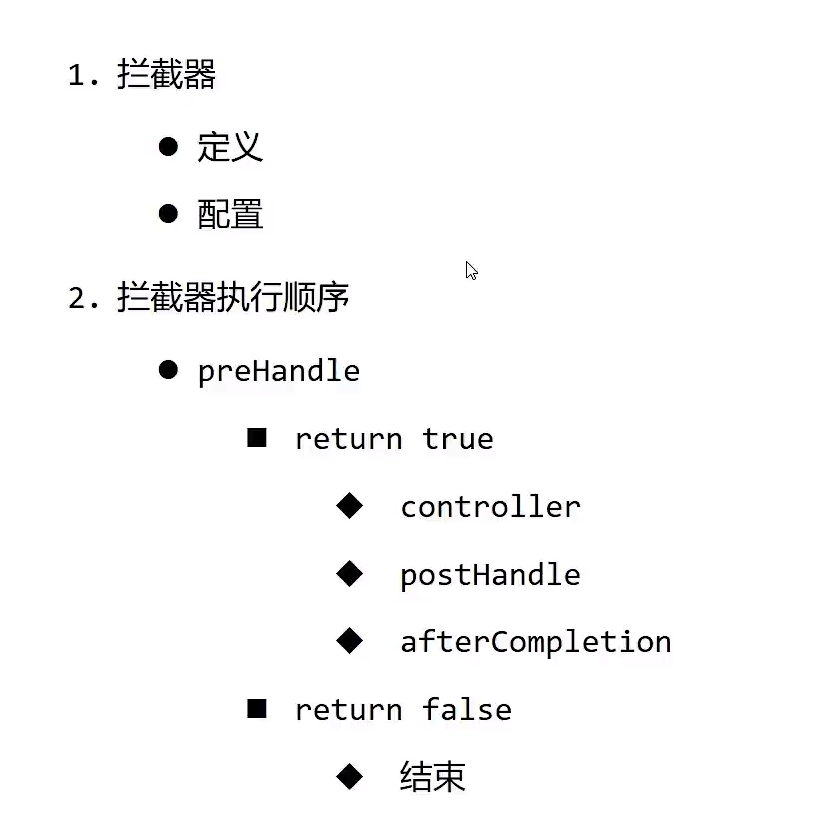 1. 拦截器
● 定义
● 配置
2. 拦截器执行顺序
● preHandle
■ return true
◆ controller
◆ postHandle
◆ afterCompletion
■ return false
◆ 结束